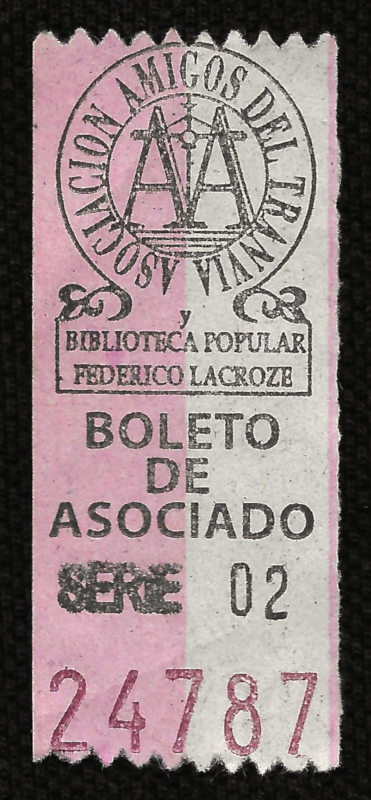 ASOCIACION AMIGOS DEL TRANVIA
AA
y
BIBLIOTECA POPULAR
FEDERICO LACROZE
BOLETO
DE
ASOCIADO
SERIE 02
24787